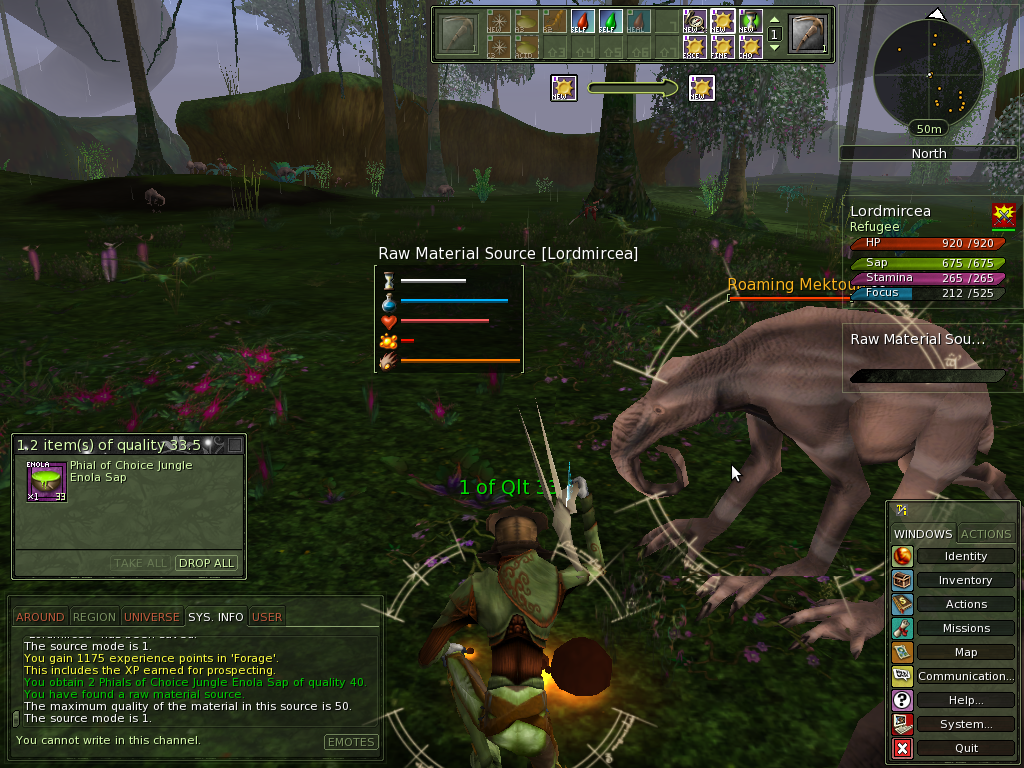 SELF
SELF
HEAL
NEW
NEW
1
1
NEW
NEW
50m
North
Lordmircea
Refugee
HP 920 /920
Sap 675 /675
Stamina 265 /265
Focus 212 /525
Raw Material Source [Lordmircea]
Roaming Mektou
Raw Material Sou...
1.2 item(s) of quality 33.5
ENOLA
Phial of Choice Jungle
Enola Sap
x1 33
TAKE ALL DROP ALL
1 of Qlt 33
WINDOWS ACTIONS
Identity
Inventory
Actions
Missions
Map
Communication...
Help...
System...
Quit
AROUND REGION UNIVERSE SYS. INFO USER
The source mode is 1.
You gain 1175 experience points in 'Forage'.
This includes the XP earned for prospecting.
You obtain 2 Phials of Choice Jungle Enola Sap of quality 40.
You have found a raw material source.
The maximum quality of the material in this source is 50.
The source mode is 1.
You cannot write in this channel.
EMOTES